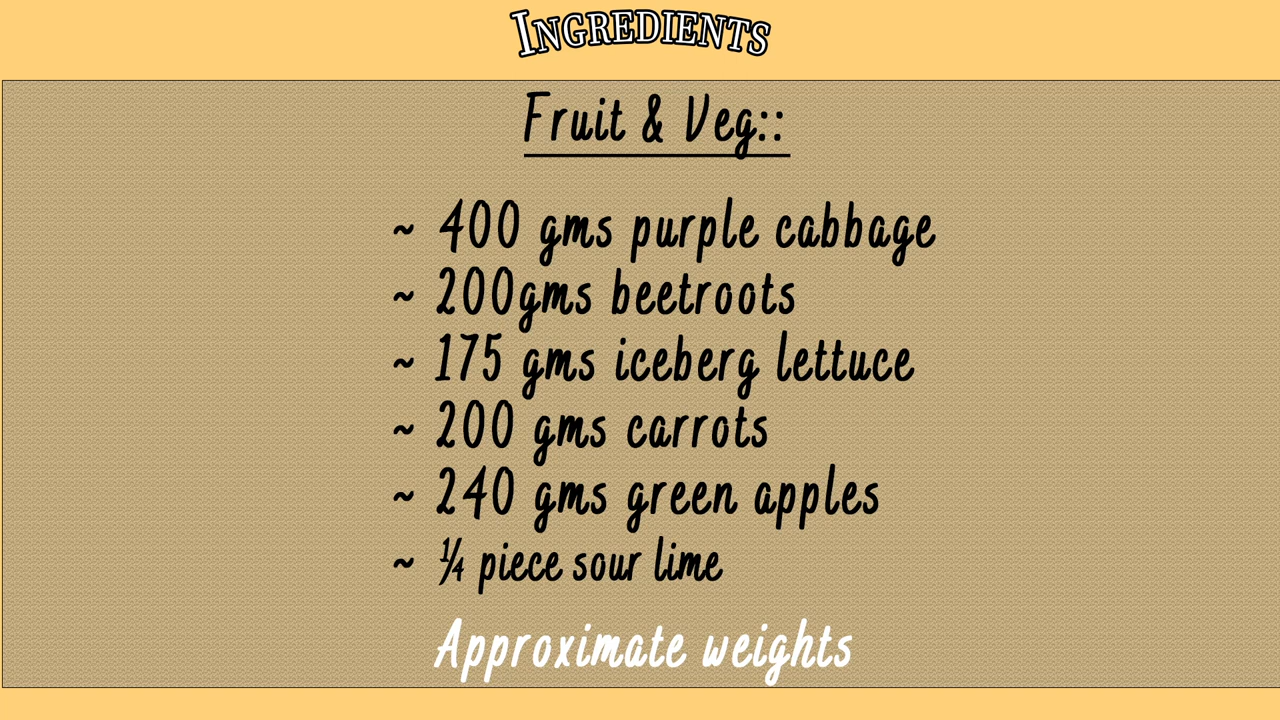 INGREDIENTS
Fruit & Veg::
~ 400 gms purple cabbage
~ 200gms beetroots
~ 175 gms iceberg lettuce
~ 200 gms carrots
~ 240 gms green apples
~ ¼ piece sour lime
Approximate weights